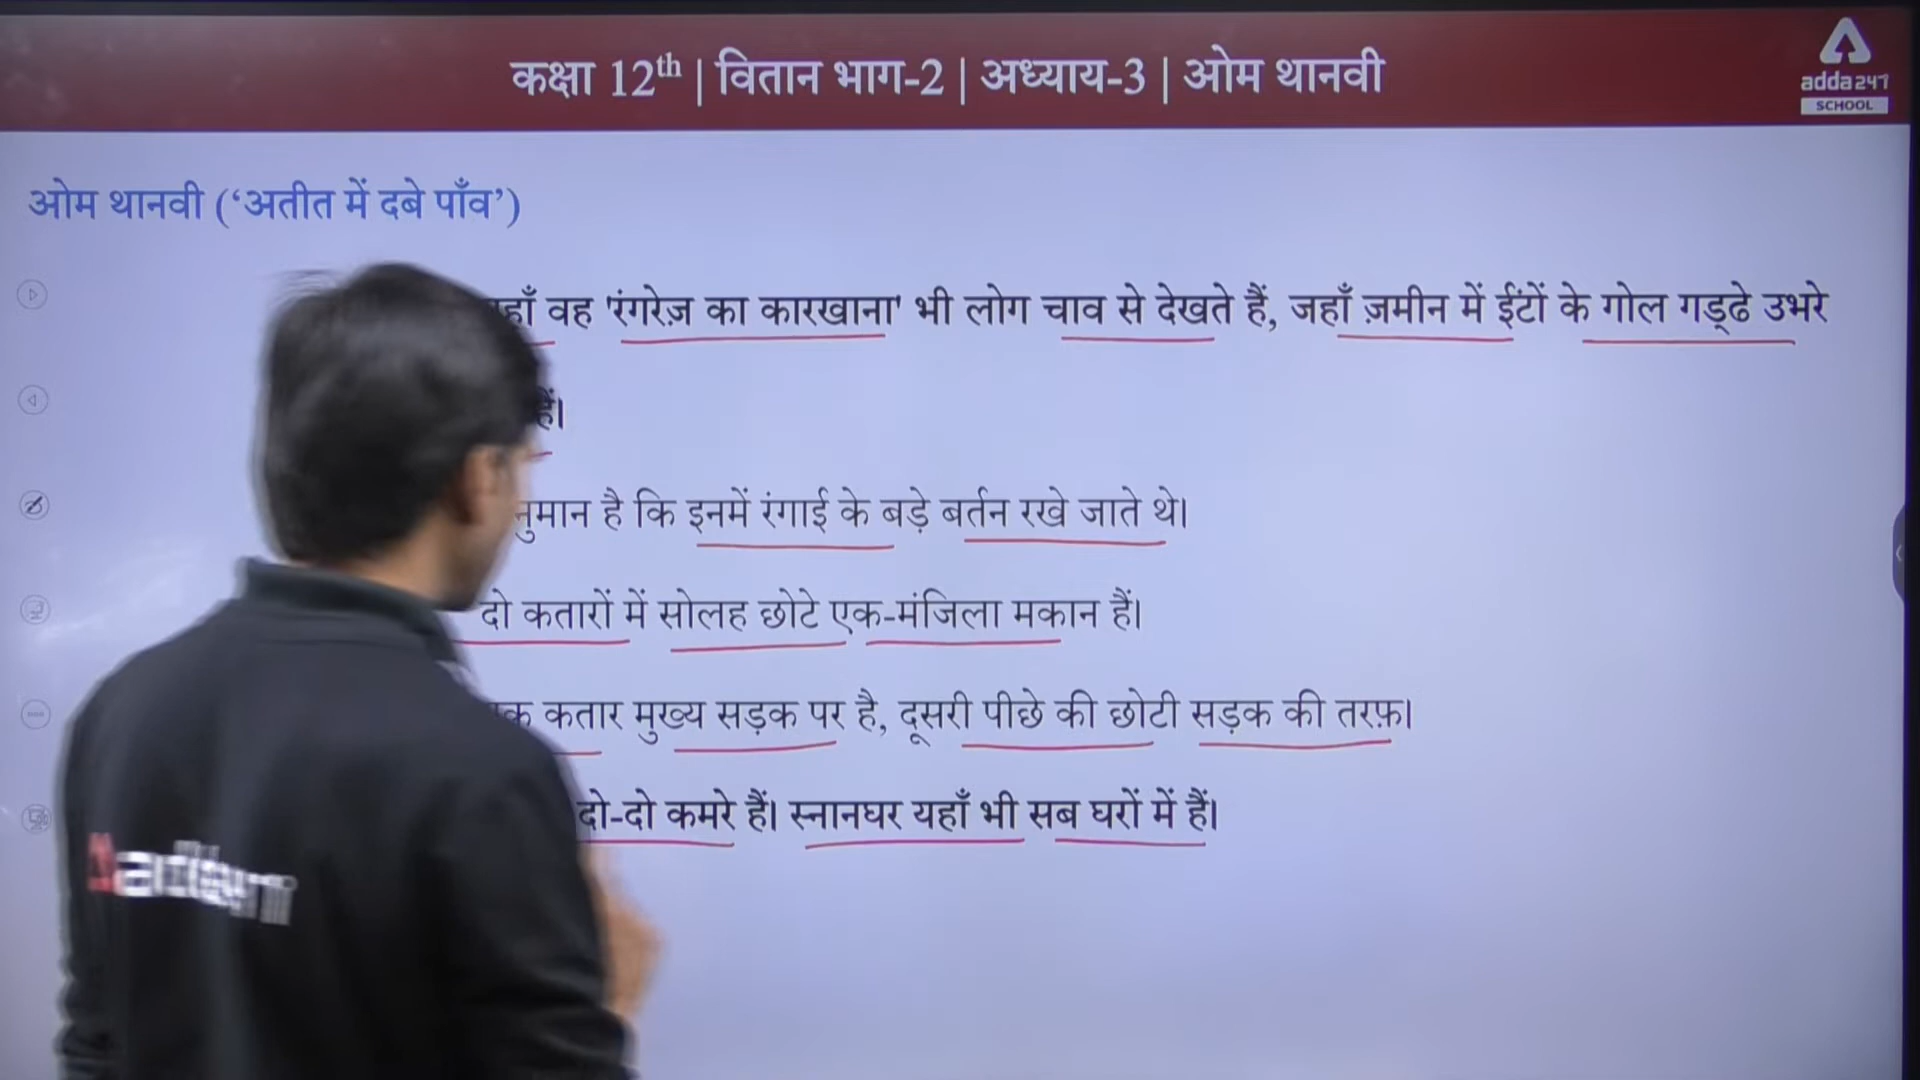 कक्षा 12th | वितान भाग-2 | अध्याय-3 | ओम थानवी
adda247
SCHOOL
ओम थानवी (‘अतीत में दबे पाँव’)
वह 'रंगरेज़ का कारखाना' भी लोग चाव से देखते हैं, जहाँ ज़मीन में ईंटों के गोल गड्ढे उभरे
हैं।
है कि इनमें रंगाई के बड़े बर्तन रखे जाते थे।
दो कतारों में सोलह छोटे एक-मंजिला मकान हैं।
कतार मुख्य सड़क पर है, दूसरी पीछे की छोटी सड़क की तरफ़।
दो-दो कमरे हैं। स्नानघर यहाँ भी सब घरों में हैं।